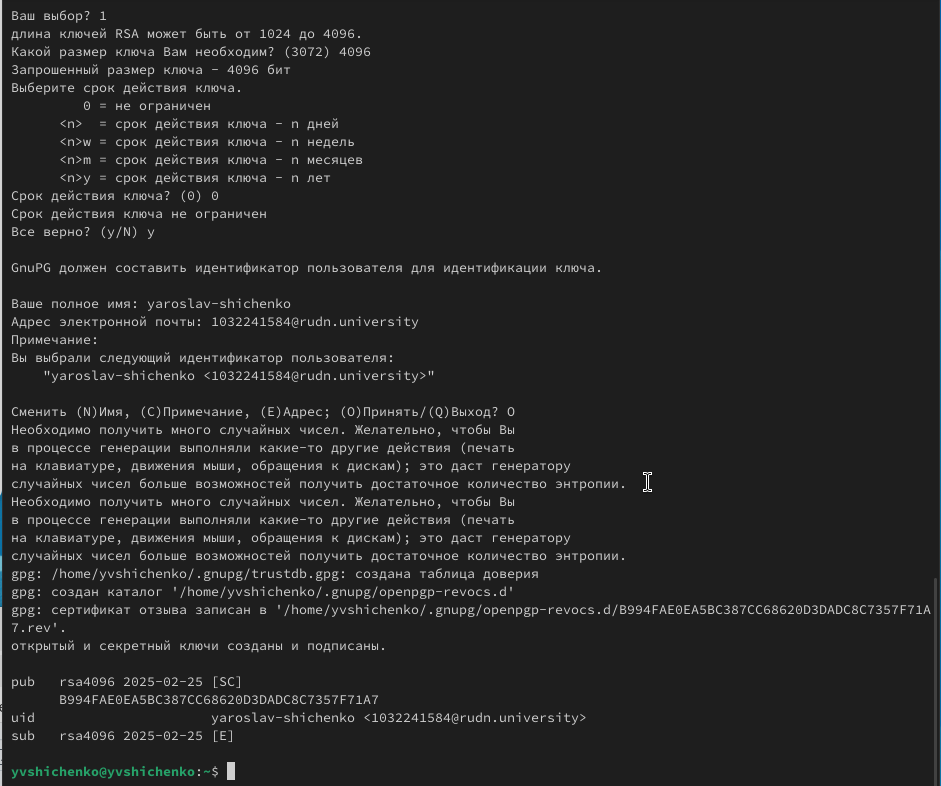 Ваш выбор? 1
длина ключей RSA может быть от 1024 до 4096.
Какой размер ключа Вам необходим? (3072) 4096
Запрошенный размер ключа - 4096 бит
Выберите срок действия ключа.
         0 = не ограничен
      <n>  = срок действия ключа - n дней
      <n>w = срок действия ключа - n недель
      <n>m = срок действия ключа - n месяцев
      <n>y = срок действия ключа - n лет
Срок действия ключа? (0) 0
Срок действия ключа не ограничен
Все верно? (y/N) y

GnuPG должен составить идентификатор пользователя для идентификации ключа.

Ваше полное имя: yaroslav-shichenko
Адрес электронной почты: 1032241584@rudn.university
Примечание:
Вы выбрали следующий идентификатор пользователя:
    "yaroslav-shichenko <1032241584@rudn.university>"

Сменить (N)Имя, (C)Примечание, (E)Адрес; (O)Принять/(Q)Выход? O
Необходимо получить много случайных чисел. Желательно, чтобы Вы
в процессе генерации выполняли какие-то другие действия (печать
на клавиатуре, движения мыши, обращения к дискам); это даст генератору
случайных чисел больше возможностей получить достаточное количество энтропии.
Необходимо получить много случайных чисел. Желательно, чтобы Вы
в процессе генерации выполняли какие-то другие действия (печать
на клавиатуре, движения мыши, обращения к дискам); это даст генератору
случайных чисел больше возможностей получить достаточное количество энтропии.
gpg: /home/yvshichenko/.gnupg/trustdb.gpg: создана таблица доверия
gpg: создан каталог '/home/yvshichenko/.gnupg/openpgp-revocs.d'
gpg: сертификат отзыва записан в '/home/yvshichenko/.gnupg/openpgp-revocs.d/B994FAE0EA5BC387CC68620D3DADC8C7357F71A
7.rev'.
открытый и секретный ключи созданы и подписаны.

pub   rsa4096 2025-02-25 [SC]
      B994FAE0EA5BC387CC68620D3DADC8C7357F71A7
uid                      yaroslav-shichenko <1032241584@rudn.university>
sub   rsa4096 2025-02-25 [E]

yvshichenko@yvshichenko:~$